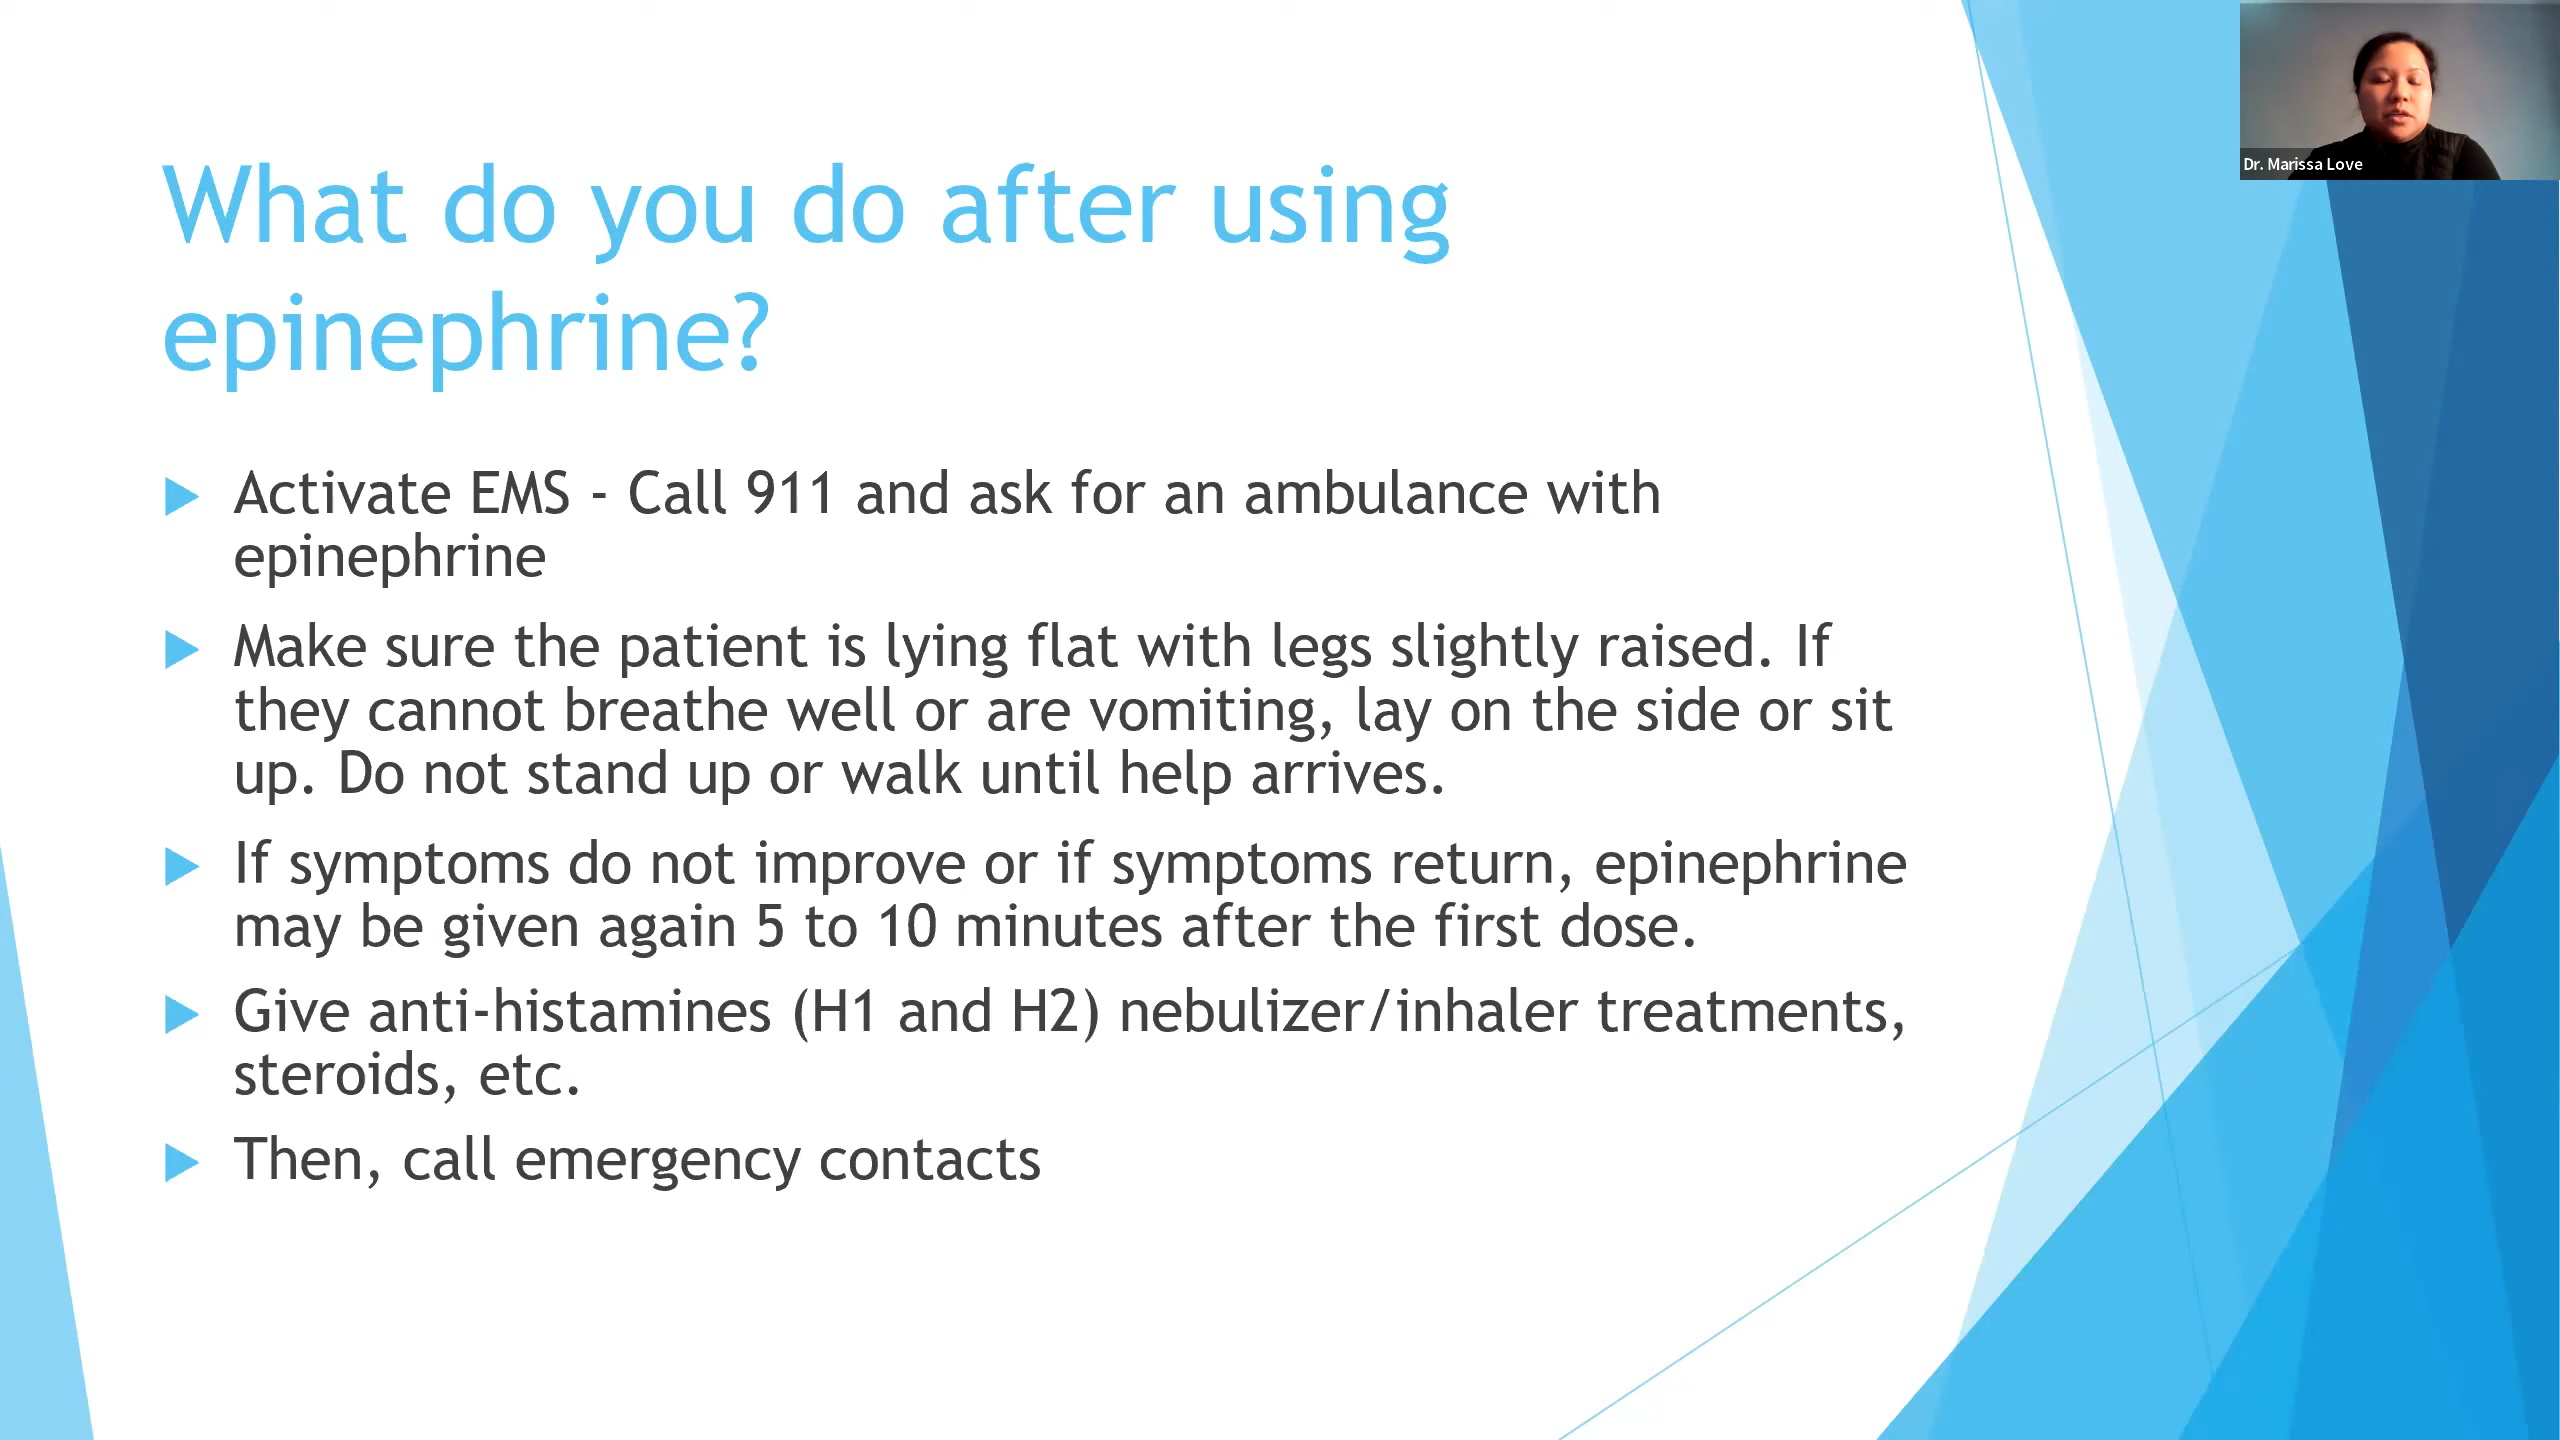 What do you do after using
epinephrine?
Activate EMS - Call 911 and ask for an ambulance with
epinephrine
Make sure the patient is lying flat with legs slightly raised. If
they cannot breathe well or are vomiting, lay on the side or sit
up. Do not stand up or walk until help arrives.
If symptoms do not improve or if symptoms return, epinephrine
may be given again 5 to 10 minutes after the first dose.
Give anti-histamines (H1 and H2) nebulizer/inhaler treatments,
steroids, etc.
Then, call emergency contacts
Dr. Marissa Love